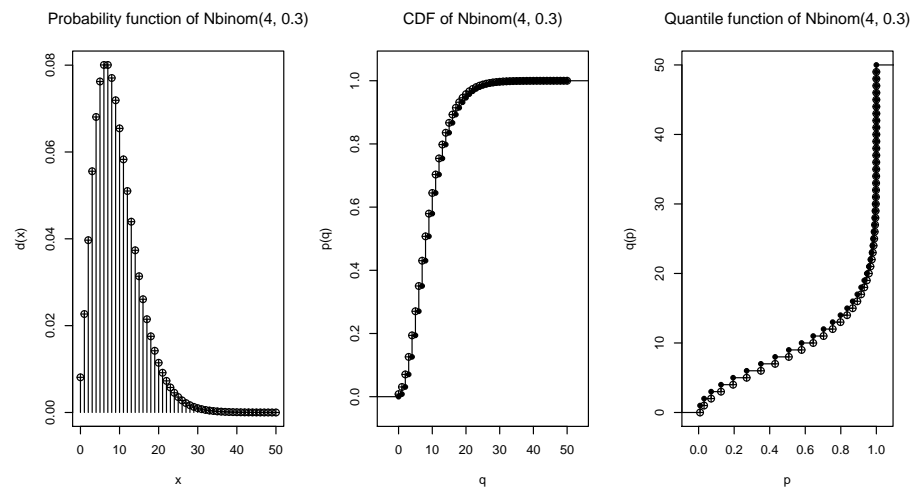 Probability function of Nbinom(4, 0.3)
d(x)
0.00 0.02 0.04 0.06 0.08
0 10 20 30 40 50
x
CDF of Nbinom(4, 0.3)
p(q)
0.0 0.2 0.4 0.6 0.8 1.0
0 10 20 30 40 50
q
Quantile function of Nbinom(4, 0.3)
q(p)
0 10 20 30 40 50
0.0 0.2 0.4 0.6 0.8 1.0
p